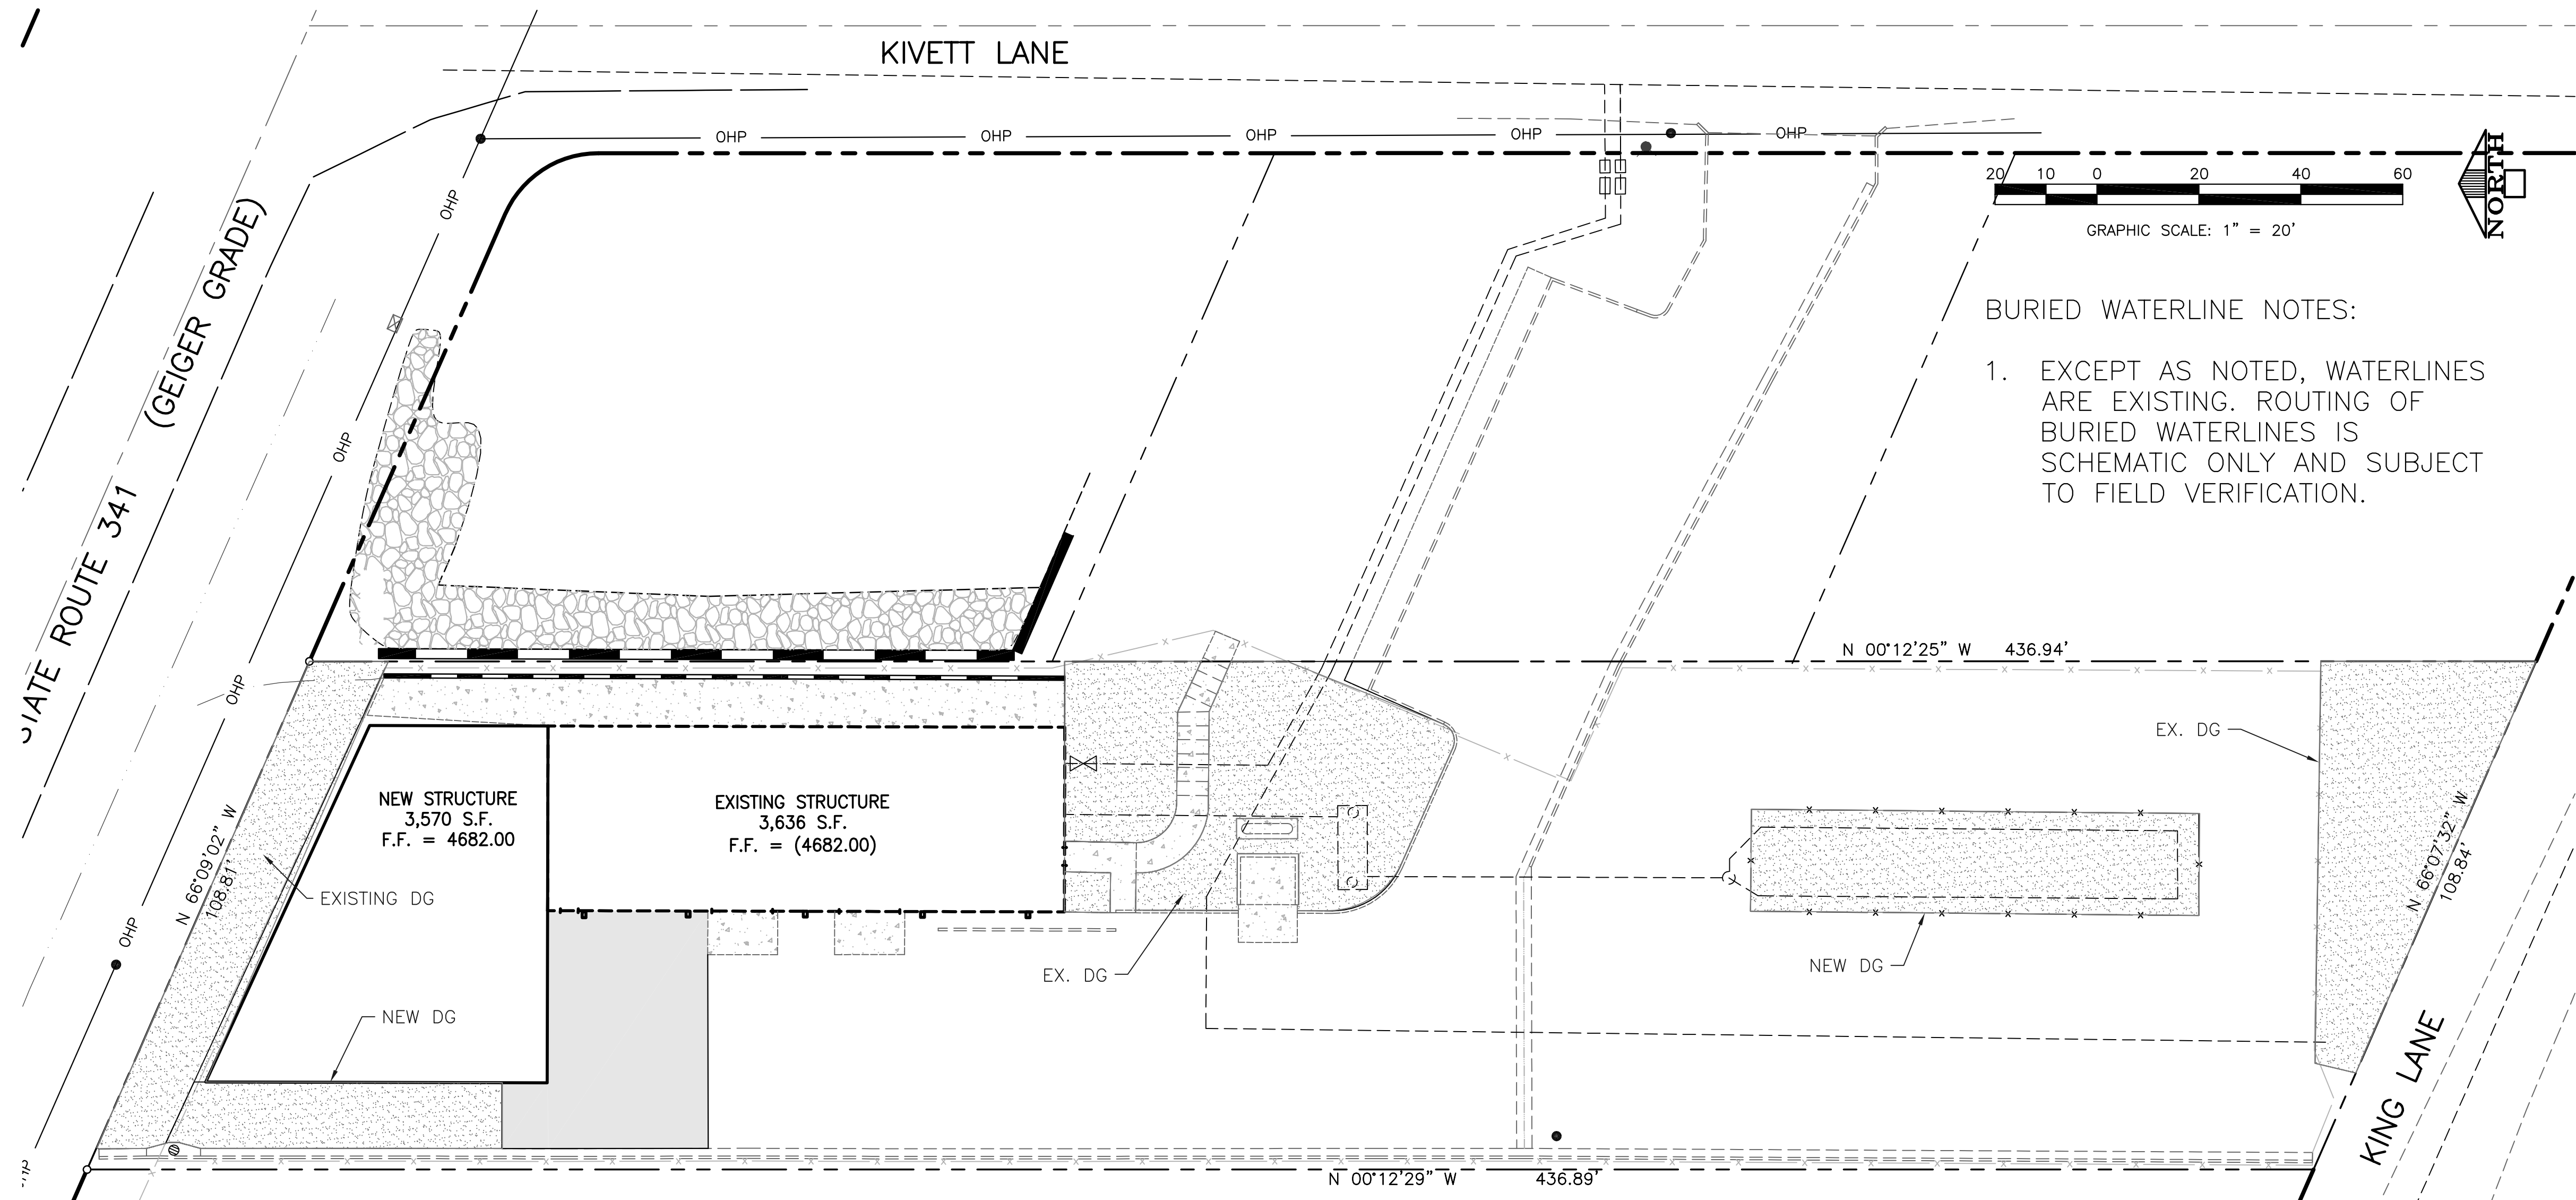 KIVETT LANE
OHP OHP OHP OHP OHP
20 10 0 20 40 60
GRAPHIC SCALE: 1" = 20'
NORTH
OHP
(GEIGER GRADE)
STATE ROUTE 341
BURIED WATERLINE NOTES:
1. EXCEPT AS NOTED, WATERLINES
ARE EXISTING. ROUTING OF
BURIED WATERLINES IS
SCHEMATIC ONLY AND SUBJECT
TO FIELD VERIFICATION.
OHP
N 00°12'25" W 436.94'
OHP
EX. DG
NEW STRUCTURE
3,570 S.F.
F.F. = 4682.00
EXISTING STRUCTURE
3,636 S.F.
F.F. = (4682.00)
N 66°09'02" W
108.81'
N 66°07'32" W
108.84'
EXISTING DG
OHP
EX. DG
NEW DG
NEW DG
KING LANE
OHP
N 00°12'29" W 436.89'